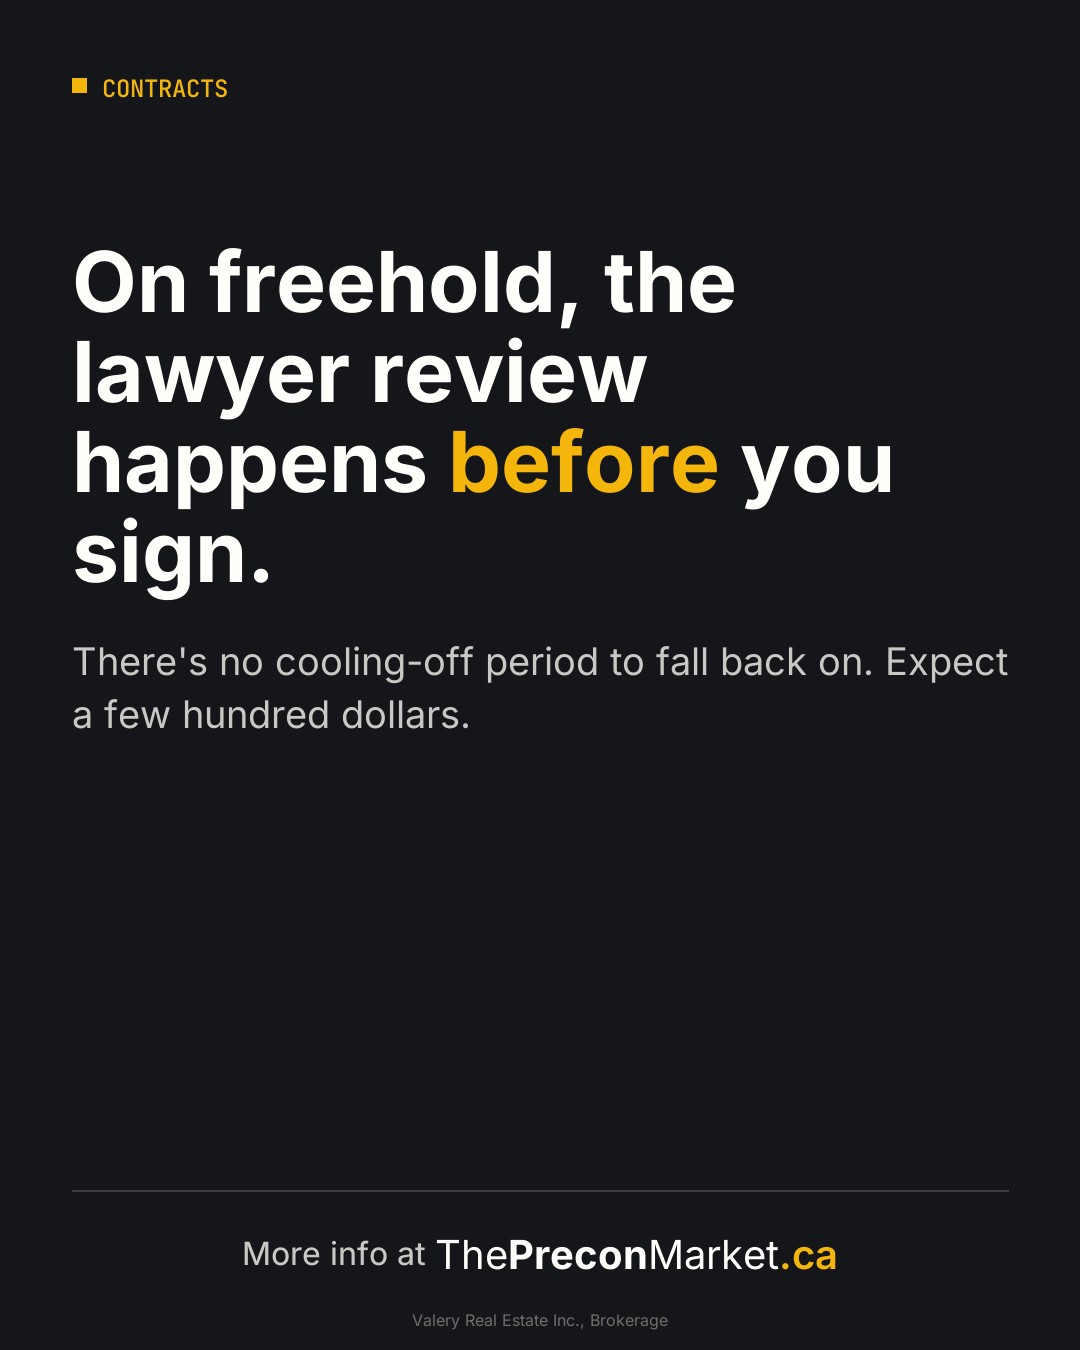 CONTRACTS
On freehold, the
lawyer review
happens before you
sign.
There's no cooling-off period to fall back on. Expect
a few hundred dollars.
More info at ThePreconMarket.ca
Valery Real Estate Inc., Brokerage